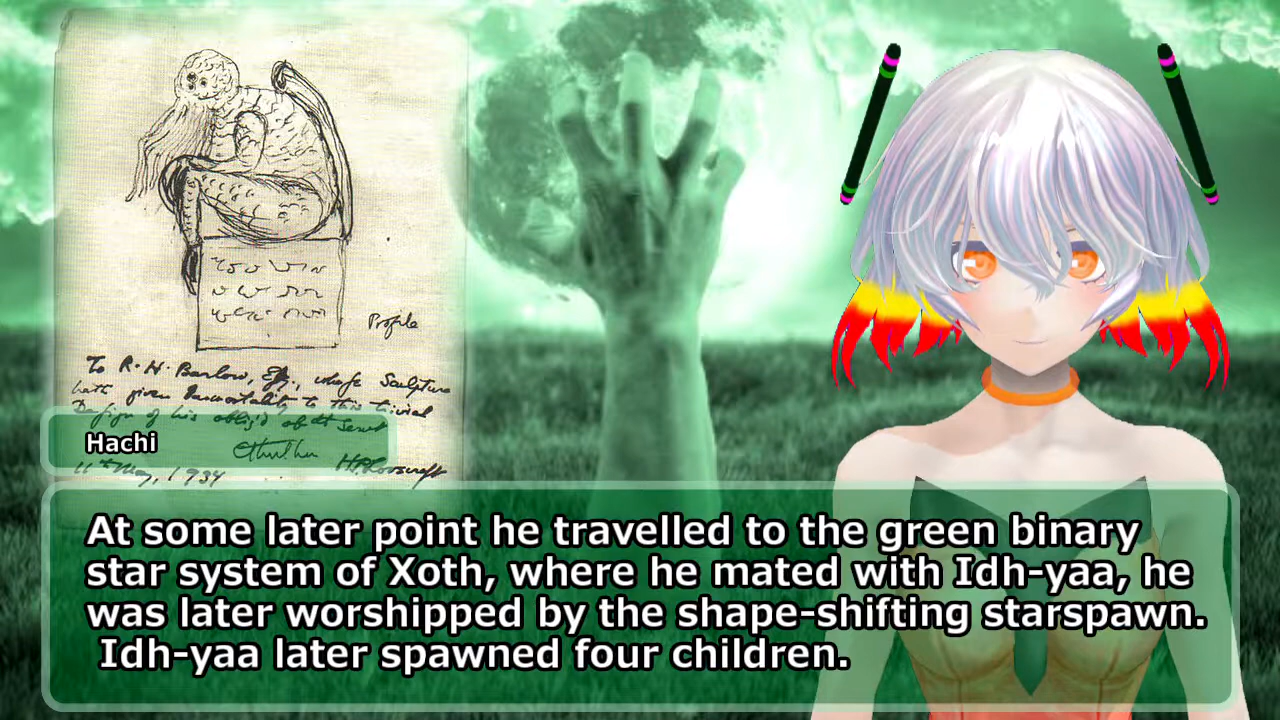 Profile
To R. H. Barlow, Esq., whose Sculpture
hath given Immortality to this trivial
Design of his oblig'd obt Servt
Cthulhu
H P Lovecraft
11th May, 1934
Hachi
At some later point he travelled to the green binary
star system of Xoth, where he mated with Idh-yaa, he
was later worshipped by the shape-shifting starspawn.
Idh-yaa later spawned four children.